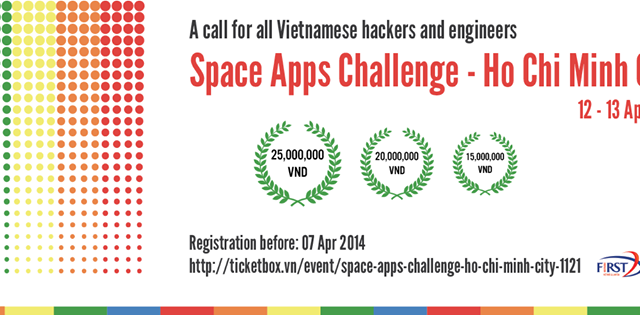 A call for all Vietnamese hackers and engineers
Space Apps Challenge - Ho Chi Minh
12 - 13 Ap
25,000,000
VND
20,000,000
VND
15,000,000
VND
Registration before: 07 Apr 2014
http://ticketbox.vn/event/space-apps-challenge-ho-chi-minh-city-1121
FIRST